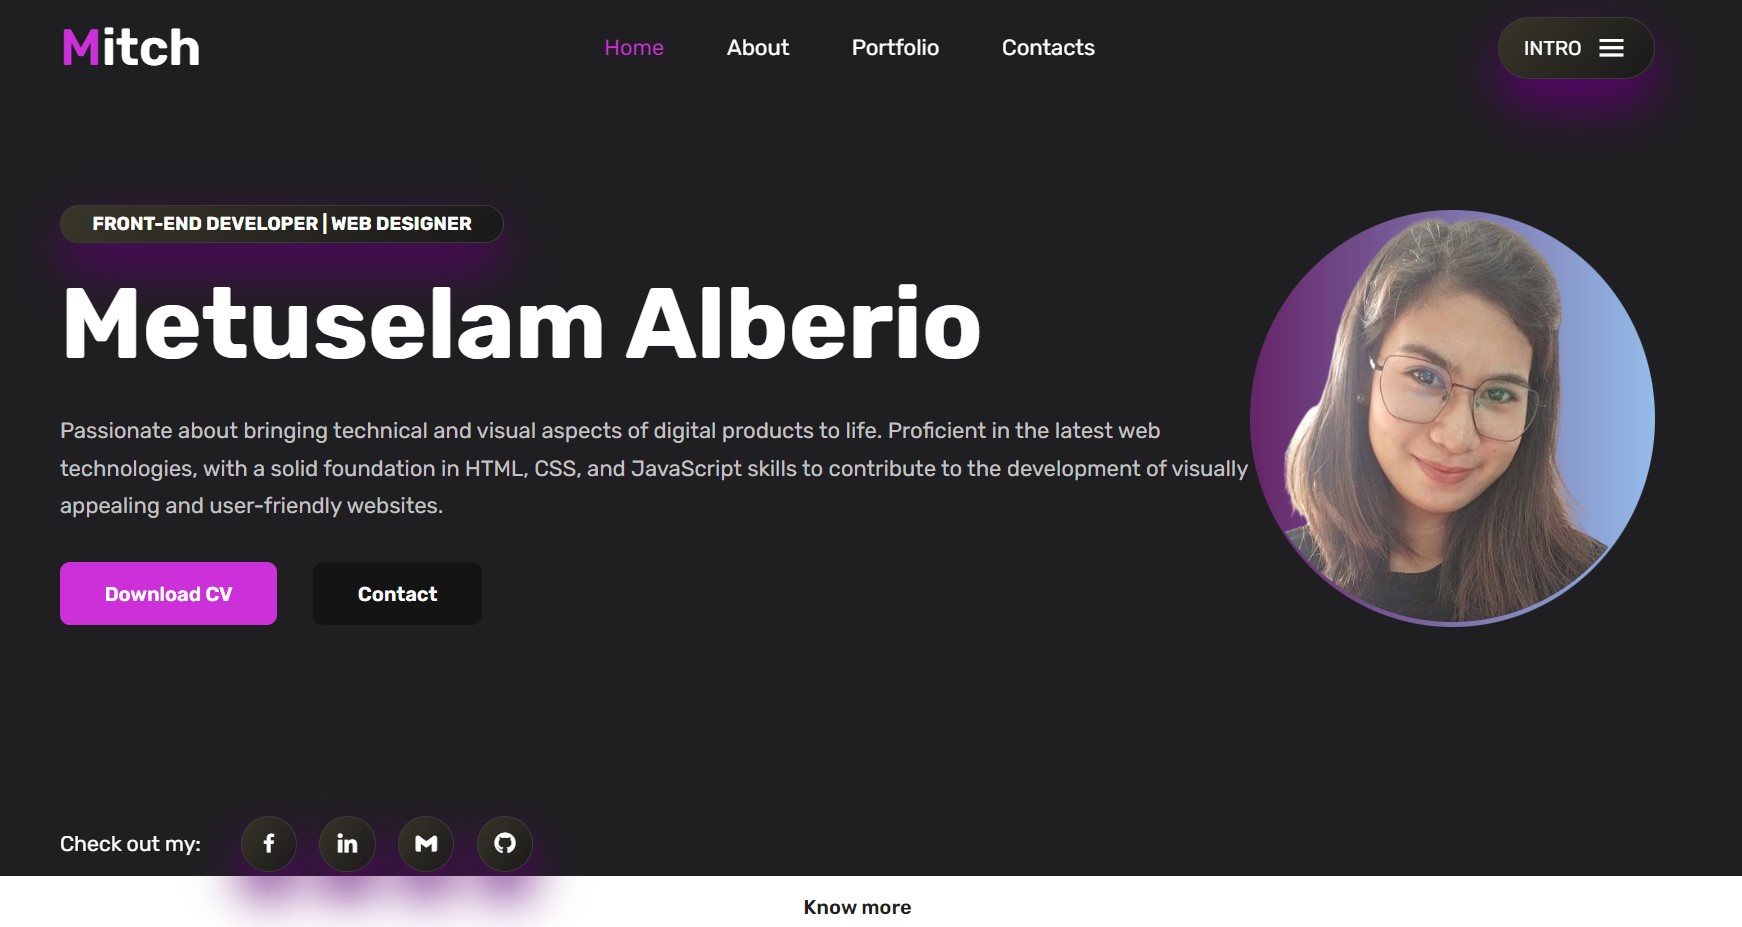 Mitch
Home
About
Portfolio
Contacts
INTRO
FRONT-END DEVELOPER | WEB DESIGNER
Metuselam Alberio
Passionate about bringing technical and visual aspects of digital products to life. Proficient in the latest web
technologies, with a solid foundation in HTML, CSS, and JavaScript skills to contribute to the development of visually
appealing and user-friendly websites.
Download CV
Contact
Check out my:
Know more